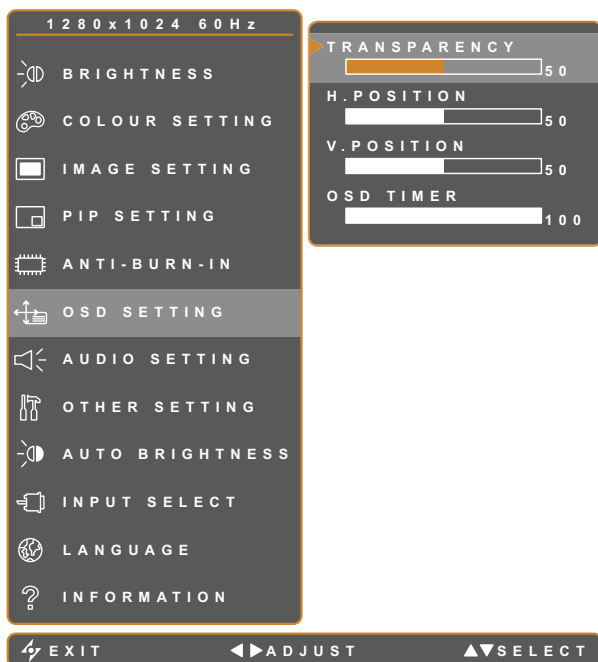 1280x1024 60Hz
BRIGHTNESS
COLOUR SETTING
IMAGE SETTING
PIP SETTING
ANTI-BURN-IN
OSD SETTING
AUDIO SETTING
OTHER SETTING
AUTO BRIGHTNESS
INPUT SELECT
LANGUAGE
INFORMATION
TRANSPARENCY
50
H.POSITION
50
V.POSITION
50
OSD TIMER
100
EXIT ADJUST SELECT